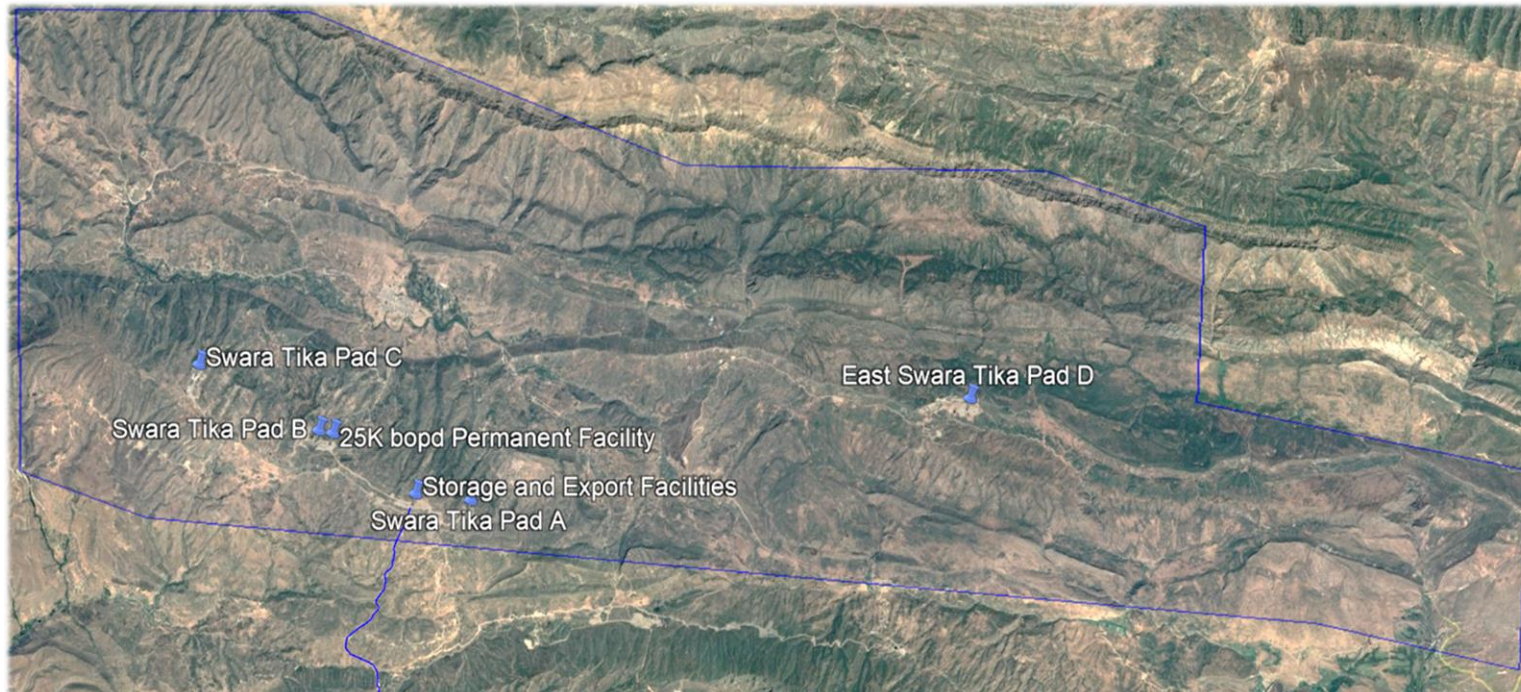 Swara Tika Pad C
East Swara Tika Pad D
Swara Tika Pad B
25K bopd Permanent Facility
Storage and Export Facilities
Swara Tika Pad A